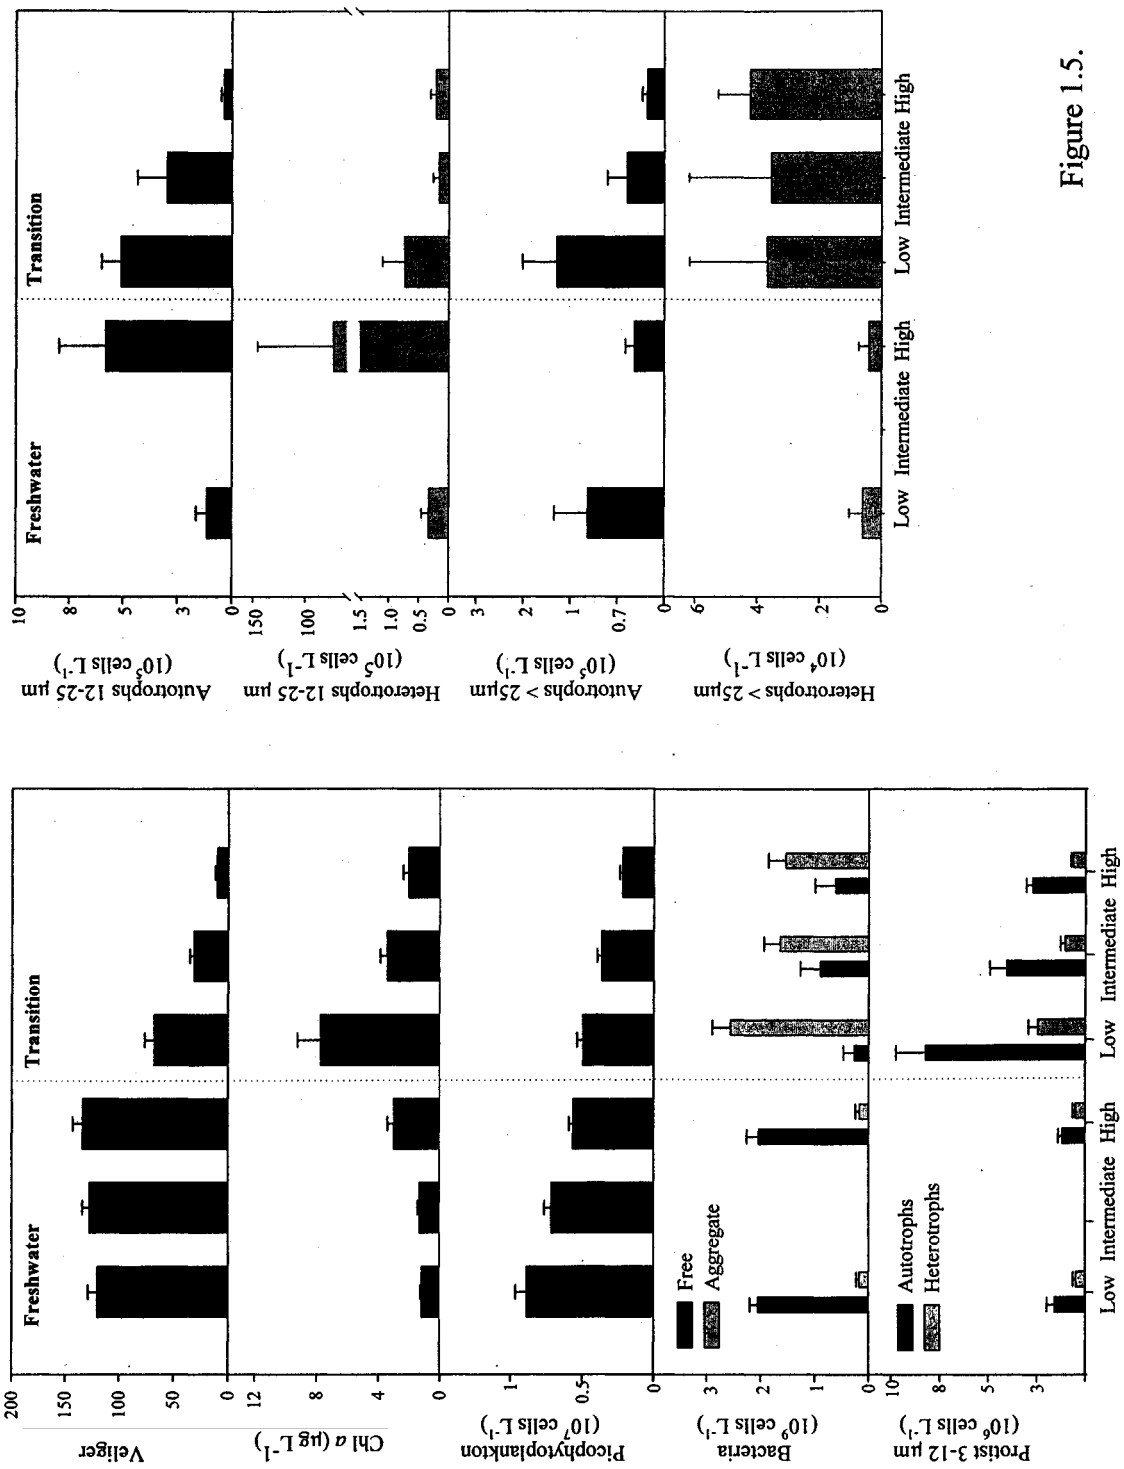 Freshwater
Transition
Veliger
200
150
100
50
0
Chl a (µg L⁻¹)
12
8
4
0
Picophytoplankton
(10⁷ cells L⁻¹)
1
0.5
0
Bacteria
(10⁹ cells L⁻¹)
3
2
1
0
Free
Aggregate
Protist 3-12 µm
(10⁶ cells L⁻¹)
10
8
5
3
Autotrophs
Heterotrophs
Low Intermediate High Low Intermediate High
Freshwater
Transition
Autotrophs 12-25 µm
(10⁵ cells L⁻¹)
10
8
5
3
0
Heterotrophs 12-25 µm
(10⁵ cells L⁻¹)
150
100
1.5
1.0
0.5
0
Autotrophs > 25µm
(10⁵ cells L⁻¹)
3
2
1
0.7
0
Heterotrophs > 25µm
(10⁴ cells L⁻¹)
6
4
2
0
Low Intermediate High Low Intermediate High
Figure 1.5.